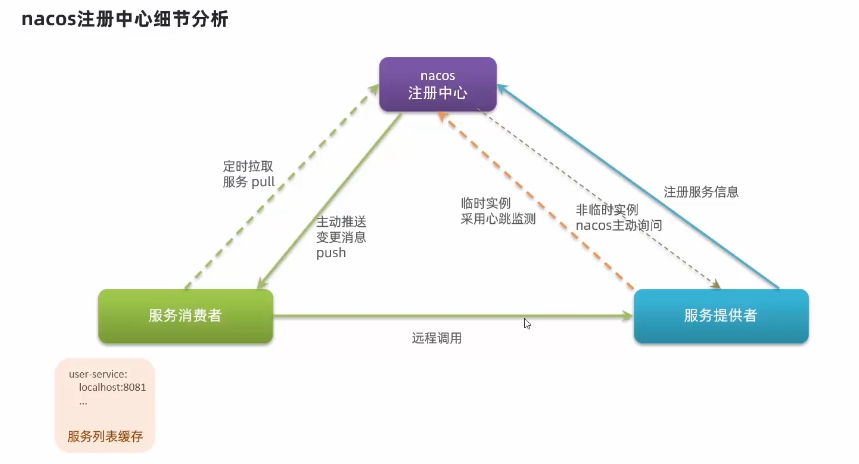 nacos注册中心细节分析
nacos
注册中心
定时拉取
服务 pull
主动推送
变更消息
push
临时实例
采用心跳监测
非临时实例
nacos主动询问
注册服务信息
服务消费者
服务提供者
远程调用
user-service:
localhost:8081
...
服务列表缓存